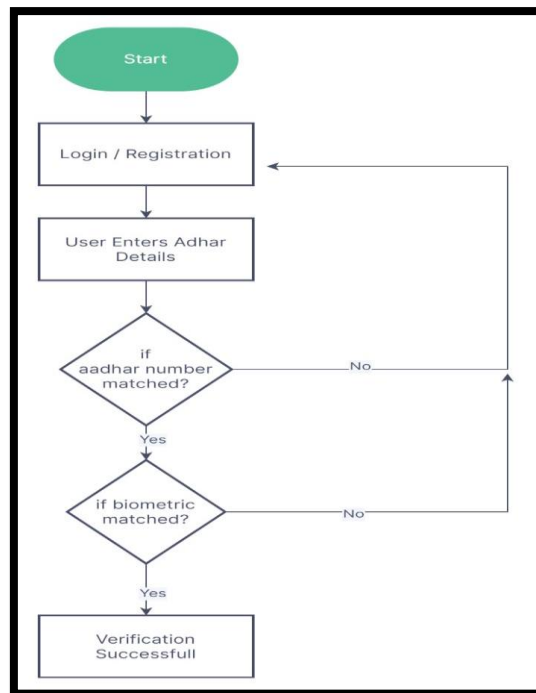 Start
Login / Registration
User Enters Adhar
Details
if
aadhar number
matched?
No
Yes
if biometric
matched?
No
Yes
Verification
Successfull